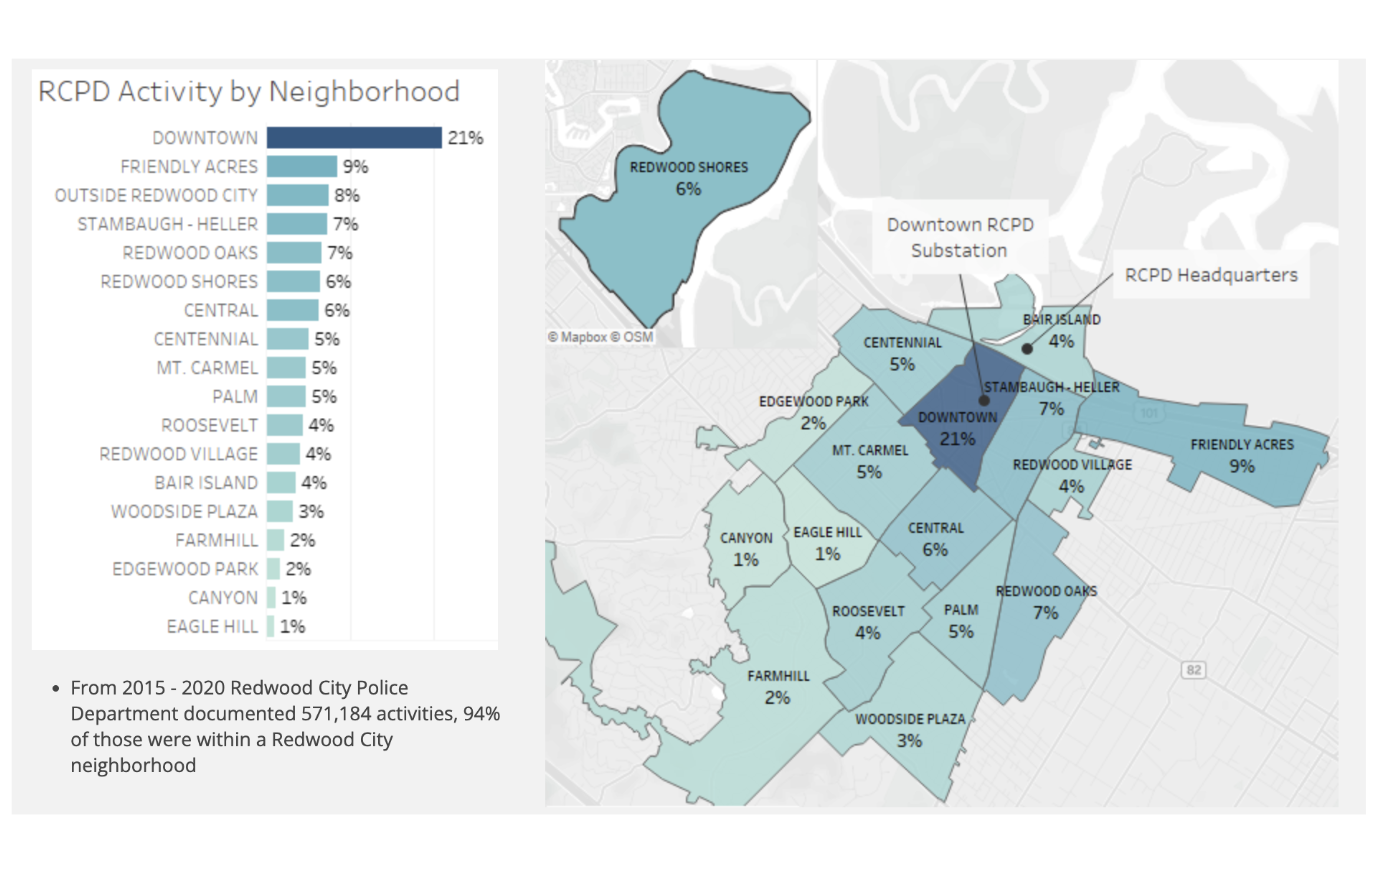 RCPD Activity by Neighborhood
DOWNTOWN 21%
FRIENDLY ACRES 9%
OUTSIDE REDWOOD CITY 8%
STAMBAUGH - HELLER 7%
REDWOOD OAKS 7%
REDWOOD SHORES 6%
CENTRAL 6%
CENTENNIAL 5%
MT. CARMEL 5%
PALM 5%
ROOSEVELT 4%
REDWOOD VILLAGE 4%
BAIR ISLAND 4%
WOODSIDE PLAZA 3%
FARMHILL 2%
EDGEWOOD PARK 2%
CANYON 1%
EAGLE HILL 1%
• From 2015 - 2020 Redwood City Police
Department documented 571,184 activities, 94%
of those were within a Redwood City
neighborhood
REDWOOD SHORES
6%
© Mapbox © OSM
Downtown RCPD
Substation
RCPD Headquarters
BAIR ISLAND
4%
CENTENNIAL
5%
STAMBAUGH - HELLER
7%
EDGEWOOD PARK
2%
DOWNTOWN
21%
101
FRIENDLY ACRES
9%
MT. CARMEL
5%
REDWOOD VILLAGE
4%
CANYON
1%
EAGLE HILL
1%
CENTRAL
6%
REDWOOD OAKS
7%
ROOSEVELT
4%
PALM
5%
82
FARMHILL
2%
WOODSIDE PLAZA
3%